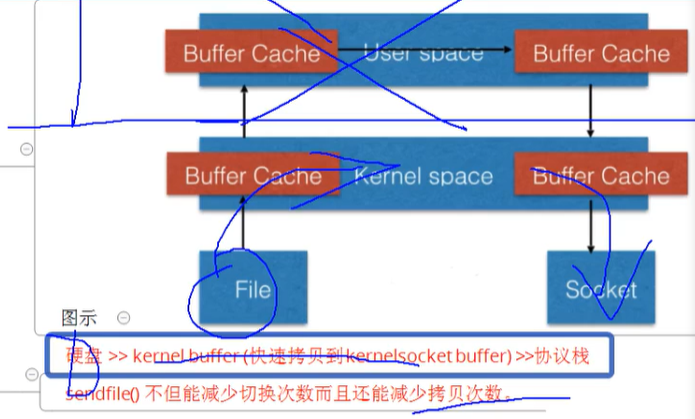 Buffer Cache User space Buffer Cache
Buffer Cache Kernel space Buffer Cache
File Socket
图示
硬盘 >> kernel buffer (快速拷贝到kernelsocket buffer) >>协议栈
sendfile() 不但能减少切换次数而且还能减少拷贝次数。